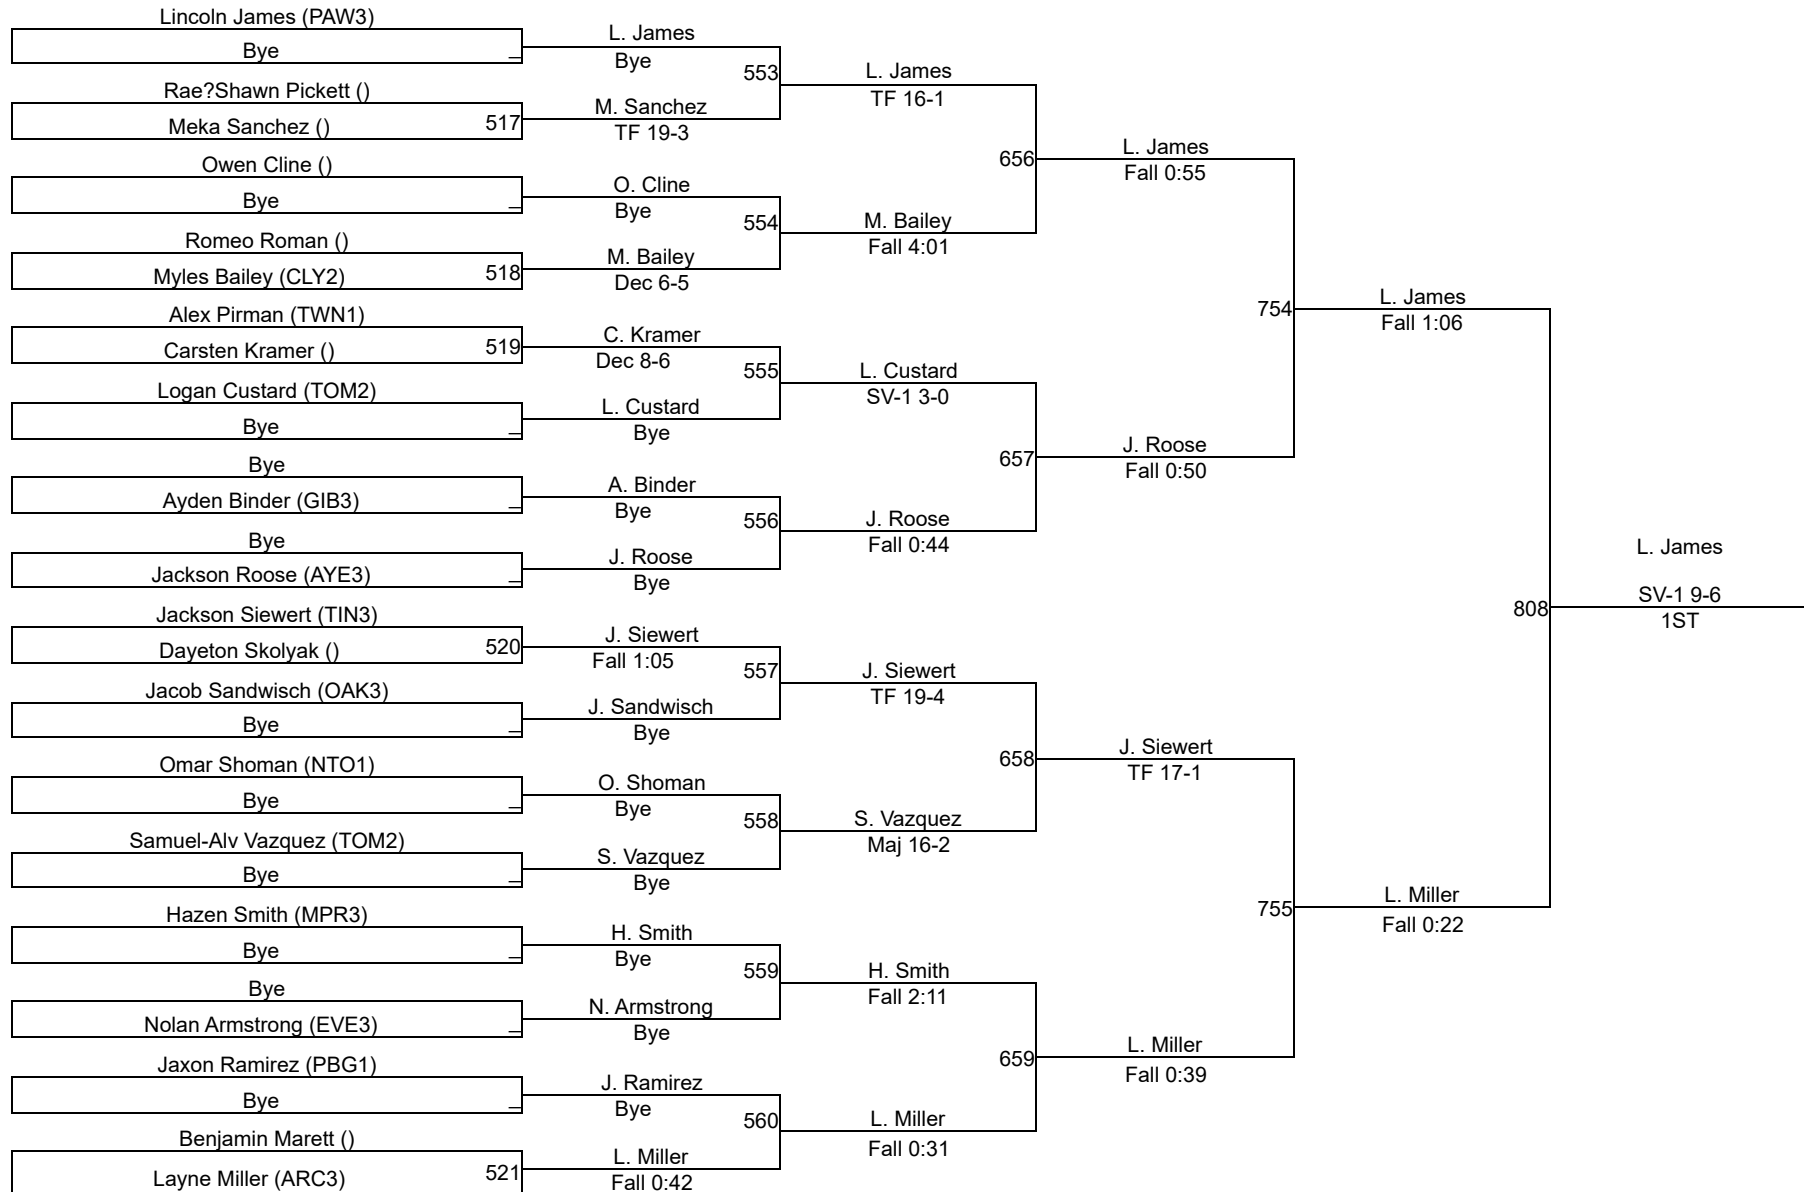 Lincoln James (PAW3)
Bye
Rae?Shawn Pickett ()
Meka Sanchez ()
517
Owen Cline ()
Bye
Romeo Roman ()
Myles Bailey (CLY2)
518
Alex Pirman (TWN1)
Carsten Kramer ()
519
Logan Custard (TOM2)
Bye
Bye
Ayden Binder (GIB3)
Bye
Jackson Roose (AYE3)
Jackson Siewert (TIN3)
Dayeton Skolyak ()
520
Jacob Sandwisch (OAK3)
Bye
Omar Shoman (NTO1)
Bye
Samuel-Alv Vazquez (TOM2)
Bye
Hazen Smith (MPR3)
Bye
Bye
Nolan Armstrong (EVE3)
Jaxon Ramirez (PBG1)
Bye
Benjamin Marett ()
Layne Miller (ARC3)
521
L. James
Bye
553
M. Sanchez
TF 19-3
O. Cline
Bye
554
M. Bailey
Dec 6-5
C. Kramer
Dec 8-6
555
L. Custard
Bye
A. Binder
Bye
556
J. Roose
Bye
J. Siewert
Fall 1:05
557
J. Sandwisch
Bye
O. Shoman
Bye
558
S. Vazquez
Bye
H. Smith
Bye
559
N. Armstrong
Bye
J. Ramirez
Bye
560
L. Miller
Fall 0:42
L. James
TF 16-1
656
M. Bailey
Fall 4:01
L. Custard
SV-1 3-0
657
J. Roose
Fall 0:44
J. Siewert
TF 19-4
658
S. Vazquez
Maj 16-2
H. Smith
Fall 2:11
659
L. Miller
Fall 0:31
L. James
Fall 0:55
754
J. Roose
Fall 0:50
J. Siewert
TF 17-1
755
L. Miller
Fall 0:39
L. James
Fall 1:06
808
L. Miller
Fall 0:22
L. James
SV-1 9-6
1ST